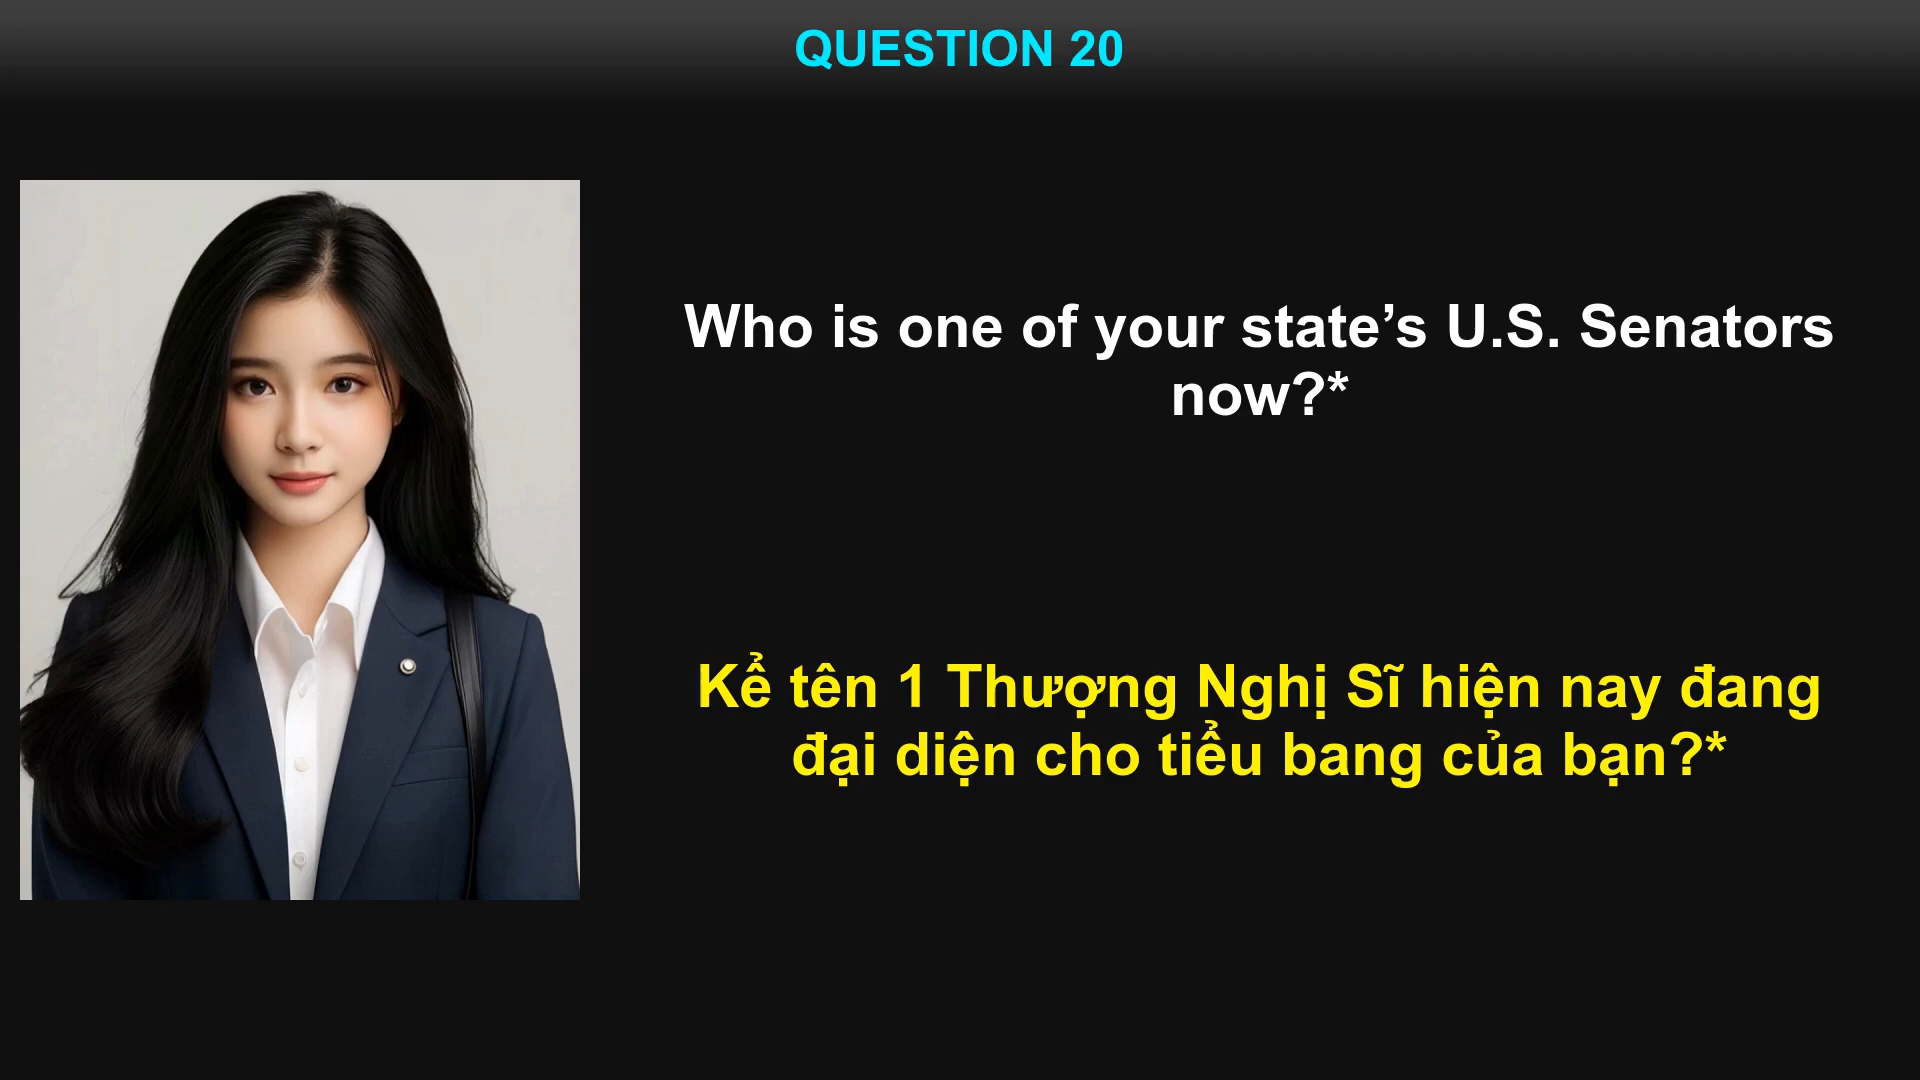 QUESTION 20
Who is one of your state’s U.S. Senators
now?*
Kể tên 1 Thượng Nghị Sĩ hiện nay đang
đại diện cho tiểu bang của bạn?*